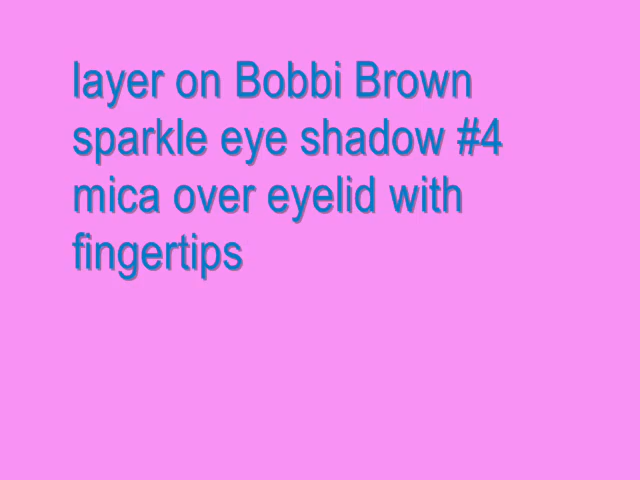 layer on Bobbi Brown
sparkle eye shadow #4
mica over eyelid with
fingertips